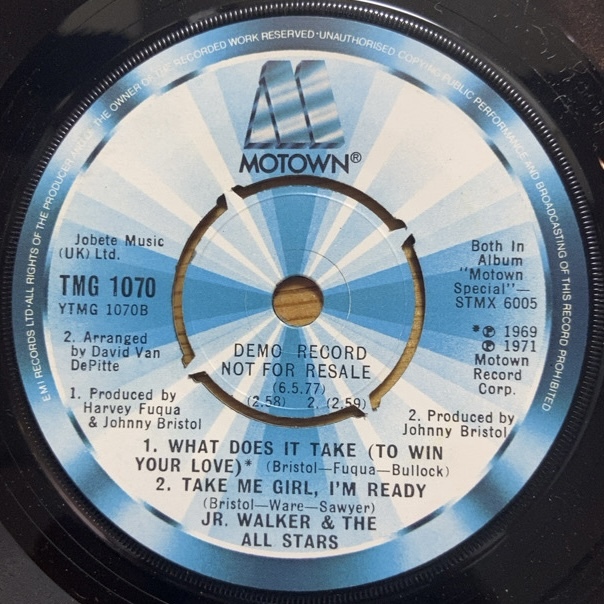 EMI RECORDS LTD·ALL RIGHTS OF THE PRODUCER AND/OR THE OWNER OF THE RECORDED WORK RESERVED·UNAUTHORISED COPYING PUBLIC PERFORMANCE AND BROADCASTING OF THIS RECORD PROHIBITED
MOTOWN®
Jobete Music
(UK) Ltd.
TMG 1070
YTMG 1070B
2. Arranged
by David Van
DePitte
1. Produced by
Harvey Fuqua
& Johnny Bristol
Both In
Album
"Motown
Special"—
STMX 6005
*℗ 1969
℗ 1971
Motown
Record
Corp.
2. Produced by
Johnny Bristol
DEMO RECORD
NOT FOR RESALE
(6.5.77)
(2.58) 2. (2.59)
1. WHAT DOES IT TAKE (TO WIN
YOUR LOVE)* (Bristol—Fuqua—Bullock)
2. TAKE ME GIRL, I'M READY
(Bristol—Ware—Sawyer)
JR. WALKER & THE
ALL STARS